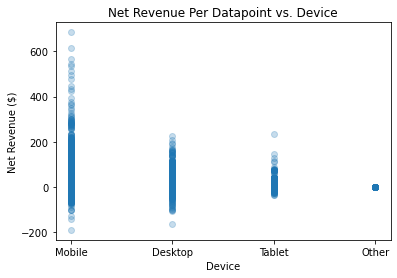 Net Revenue Per Datapoint vs. Device
Net Revenue ($)
600
400
200
0
−200
Mobile Desktop Tablet Other
Device